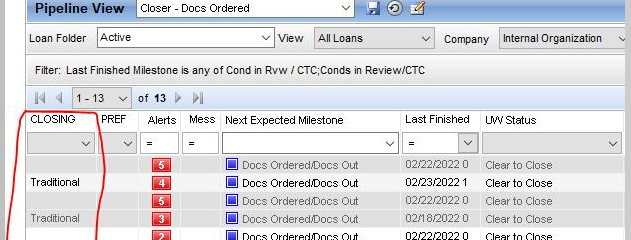 Pipeline View Closer - Docs Ordered
Loan Folder Active View All Loans Company Internal Organization
Filter: Last Finished Milestone is any of Cond in Rvw / CTC;Conds in Review/CTC
1 - 13 of 13
CLOSING PREF Alerts Mess Next Expected Milestone Last Finished UW Status
= = =
5 Docs Ordered/Docs Out 02/22/2022 0 Clear to Close
Traditional 4 Docs Ordered/Docs Out 02/23/2022 1 Clear to Close
5 Docs Ordered/Docs Out 02/22/2022 0 Clear to Close
Traditional 3 Docs Ordered/Docs Out 02/18/2022 0 Clear to Close
2 Docs Ordered/Docs Out 02/22/2022 0 Clear to Close